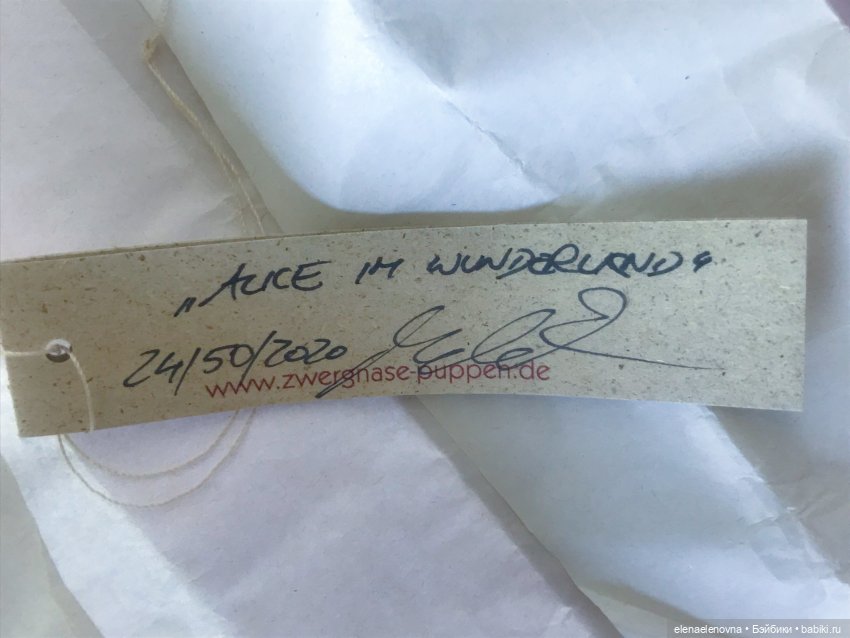 „ALICE IM WUNDERLAND“
24/50/2020
www.zwergnase-puppen.de
elenaelenovna • Бэйбики • babiki.ru